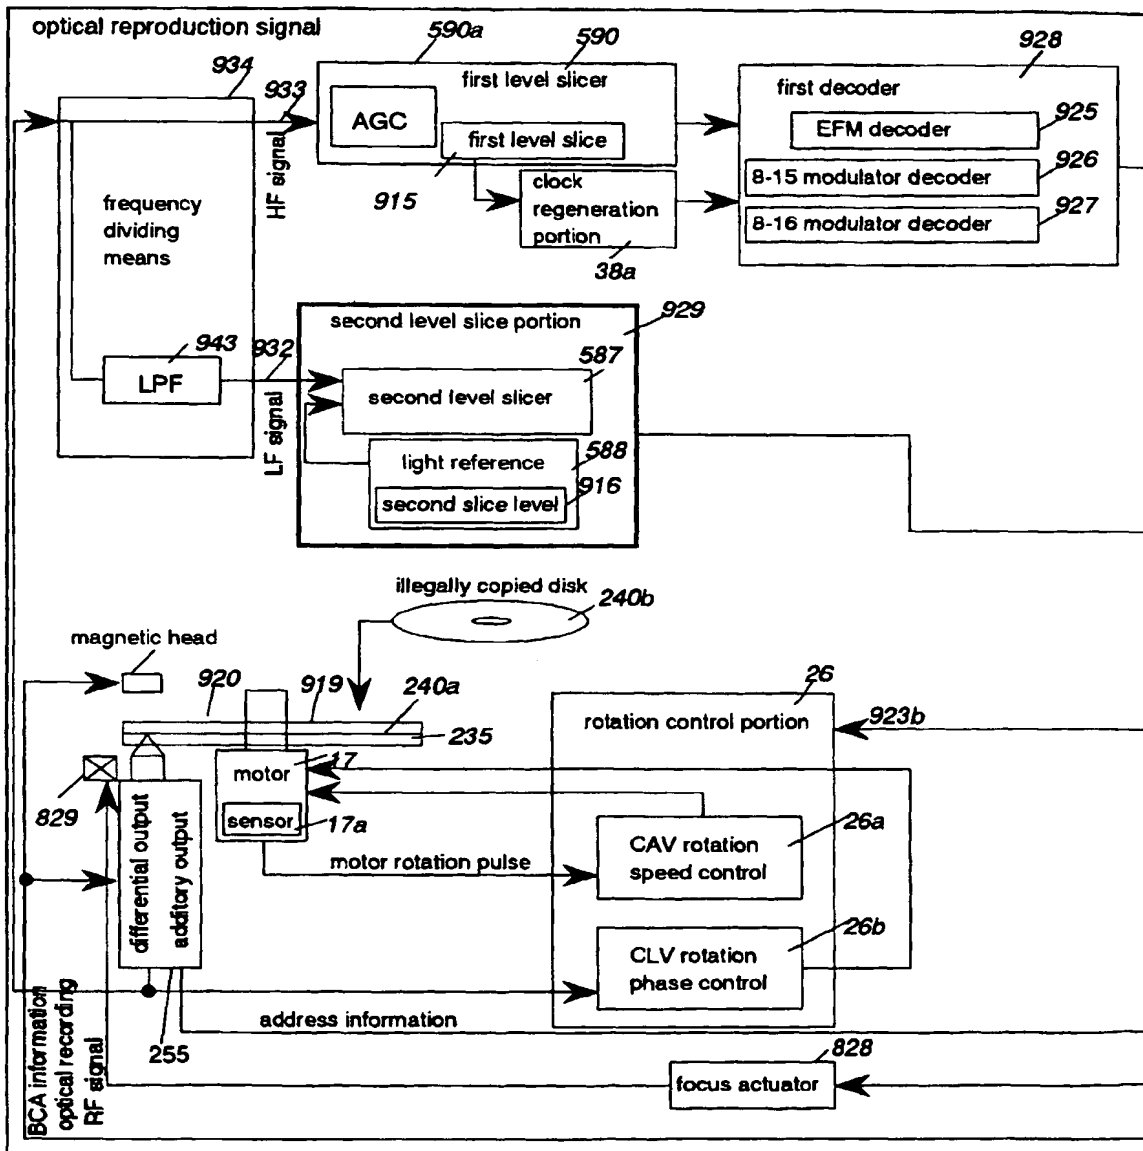 optical reproduction signal
934
933
HF signal
frequency
dividing
means
943
LPF
932
LF signal
590a
590
first level slicer
AGC
first level slice
915
clock
regeneration
portion
38a
928
first decoder
925
EFM decoder
926
8-15 modulator decoder
927
8-16 modulator decoder
second level slice portion
929
587
second level slicer
588
light reference
916
second slice level
illegally copied disk
240b
magnetic head
920
919
240a
235
829
motor
17
sensor
17a
differential output
additory output
255
motor rotation pulse
26
rotation control portion
923b
CAV rotation
speed control
26a
26b
CLV rotation
phase control
address information
BCA information
optical recording
RF signal
828
focus actuator